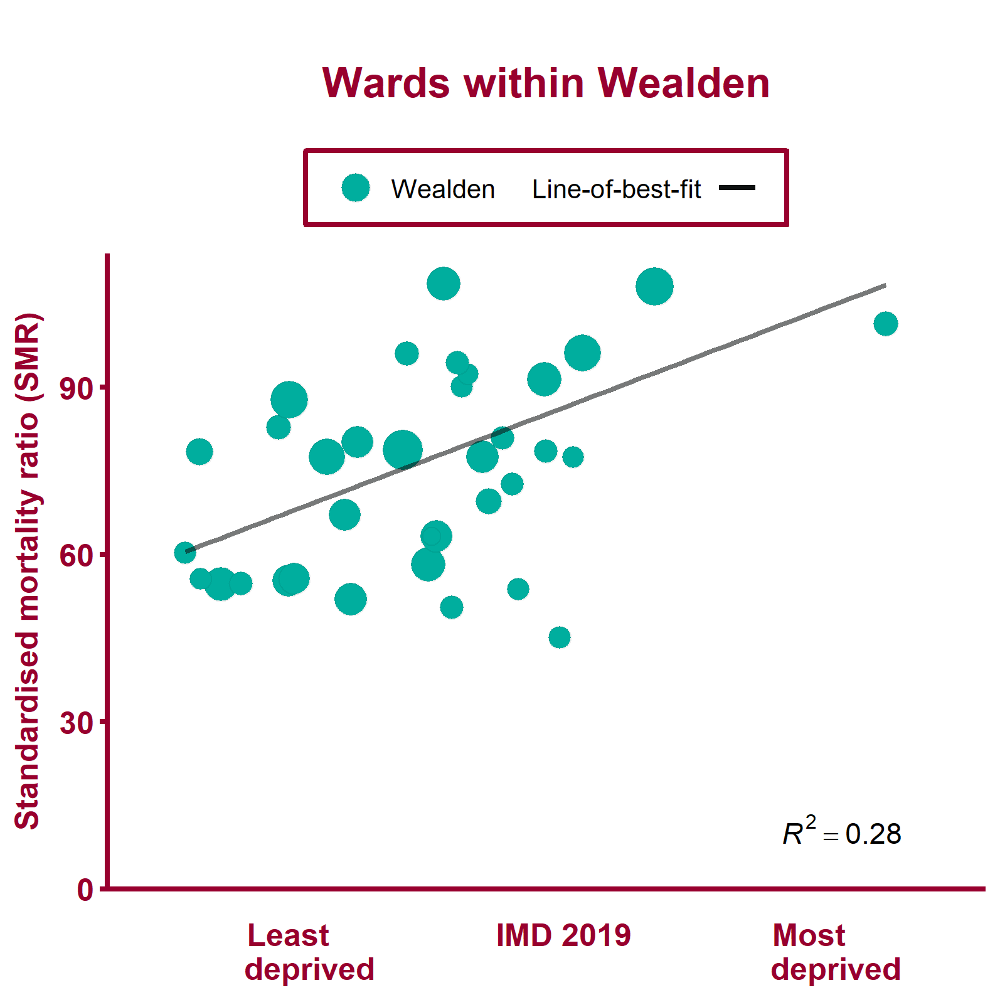 Wards within Wealden
Wealden Line-of-best-fit
Standardised mortality ratio (SMR)
90
60
30
0
R² = 0.28
Least deprived
IMD 2019
Most deprived